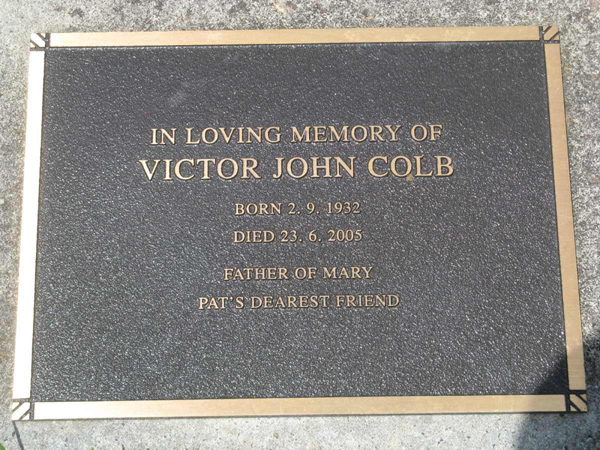 IN LOVING MEMORY OF
VICTOR JOHN COLB
BORN 2. 9. 1932
DIED 23. 6. 2005
FATHER OF MARY
PAT'S DEAREST FRIEND